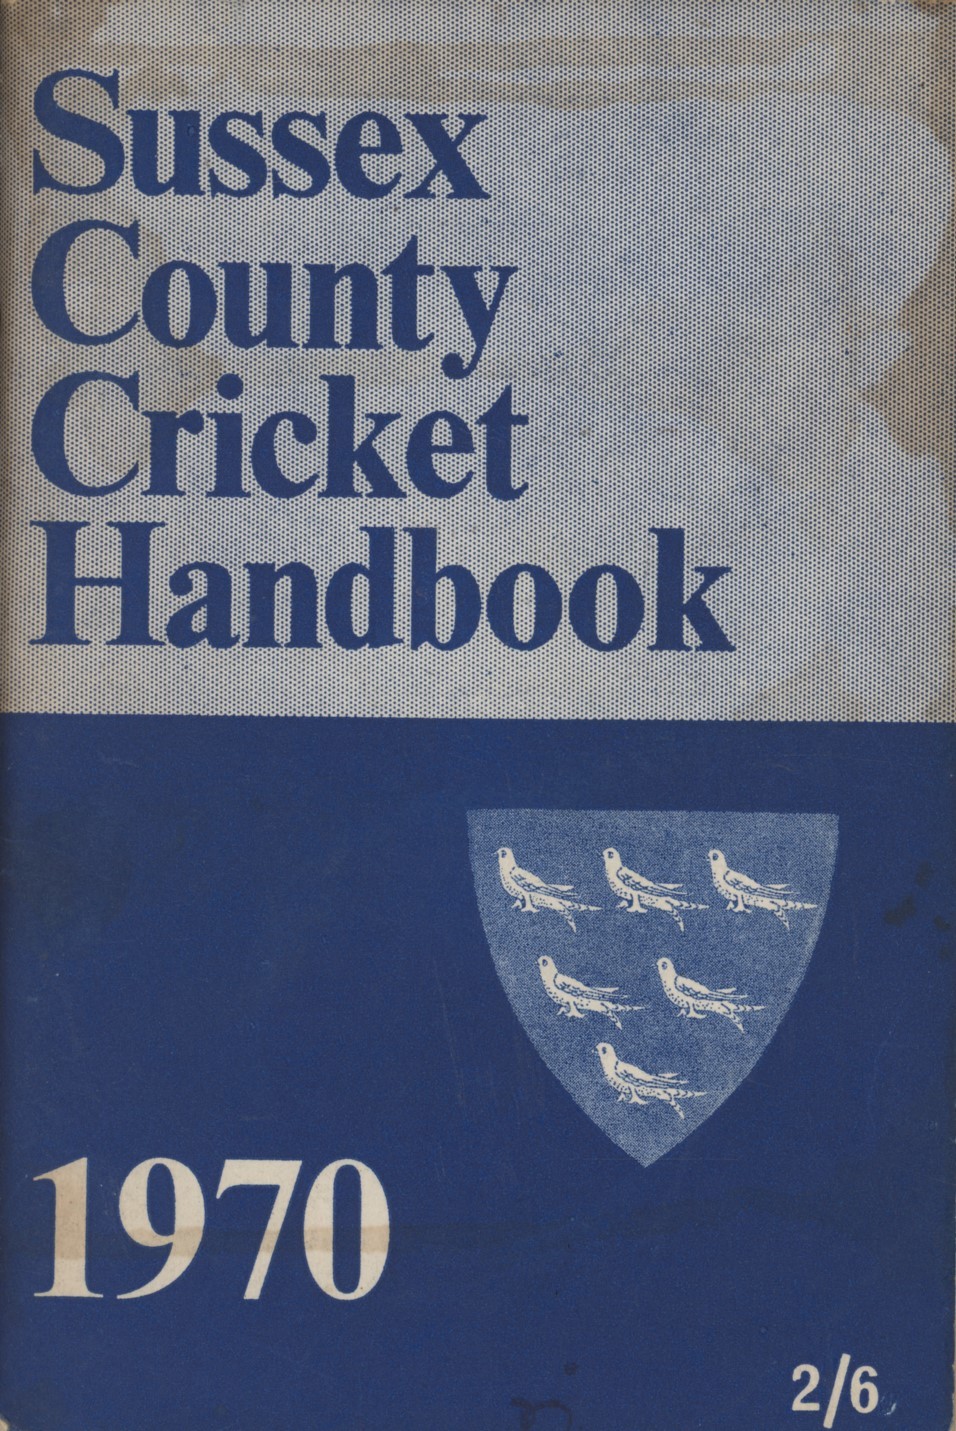 Sussex
County
Cricket
Handbook
1970
2/6